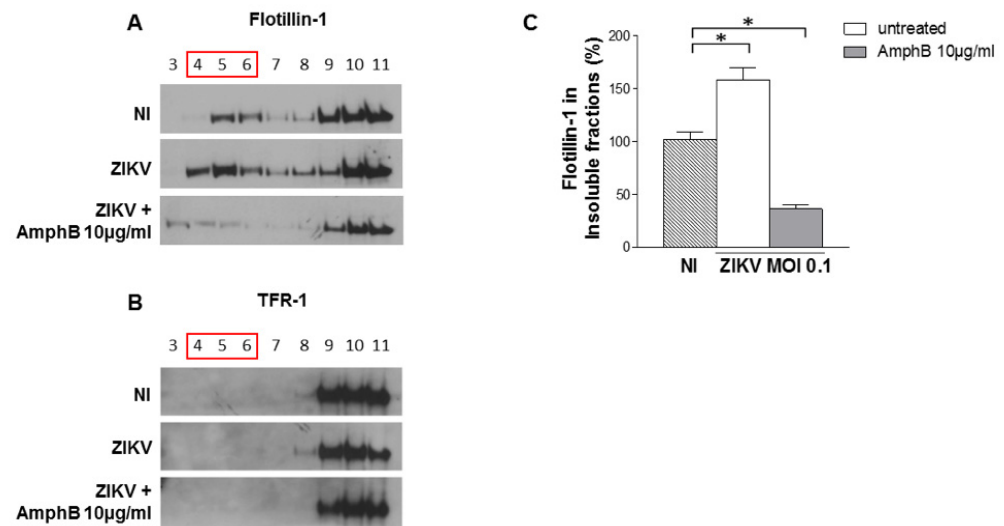 A
Flotillin-1
3 4 5 6 7 8 9 10 11
NI
ZIKV
ZIKV +
AmphB 10µg/ml
B
TFR-1
3 4 5 6 7 8 9 10 11
NI
ZIKV
ZIKV +
AmphB 10µg/ml
C
untreated
AmphB 10µg/ml
*
*
Flotillin-1 in
Insoluble fractions (%)
200
150
100
50
0
NI ZIKV MOI 0.1